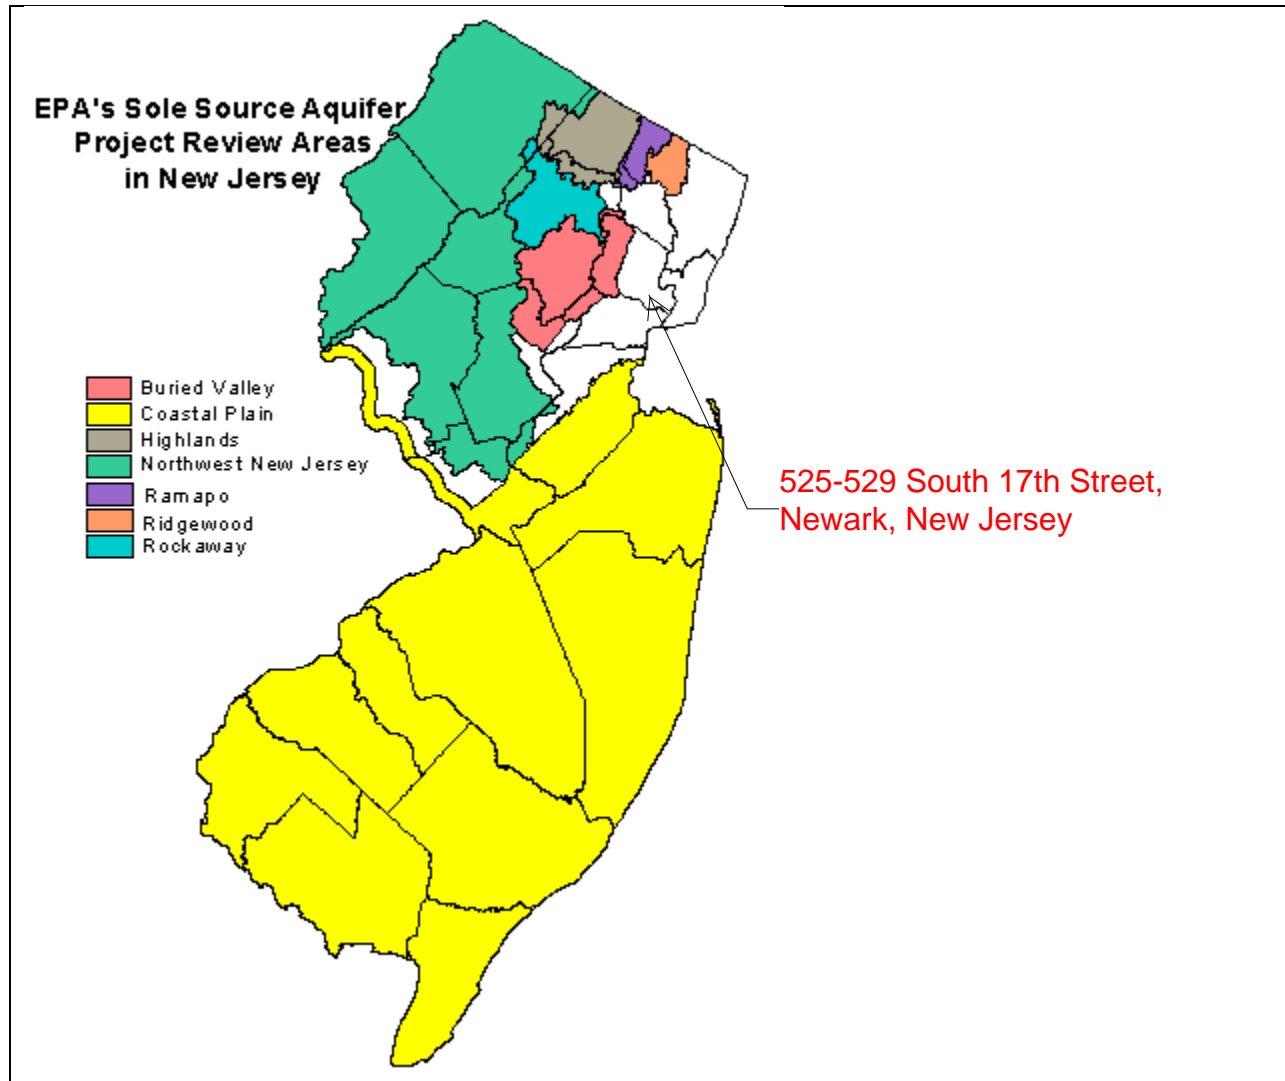 EPA's Sole Source Aquifer
Project Review Areas
in New Jersey
Buried Valley
Coastal Plain
Highlands
Northwest New Jersey
Ramapo
Ridgewood
Rockaway
525-529 South 17th Street,
Newark, New Jersey